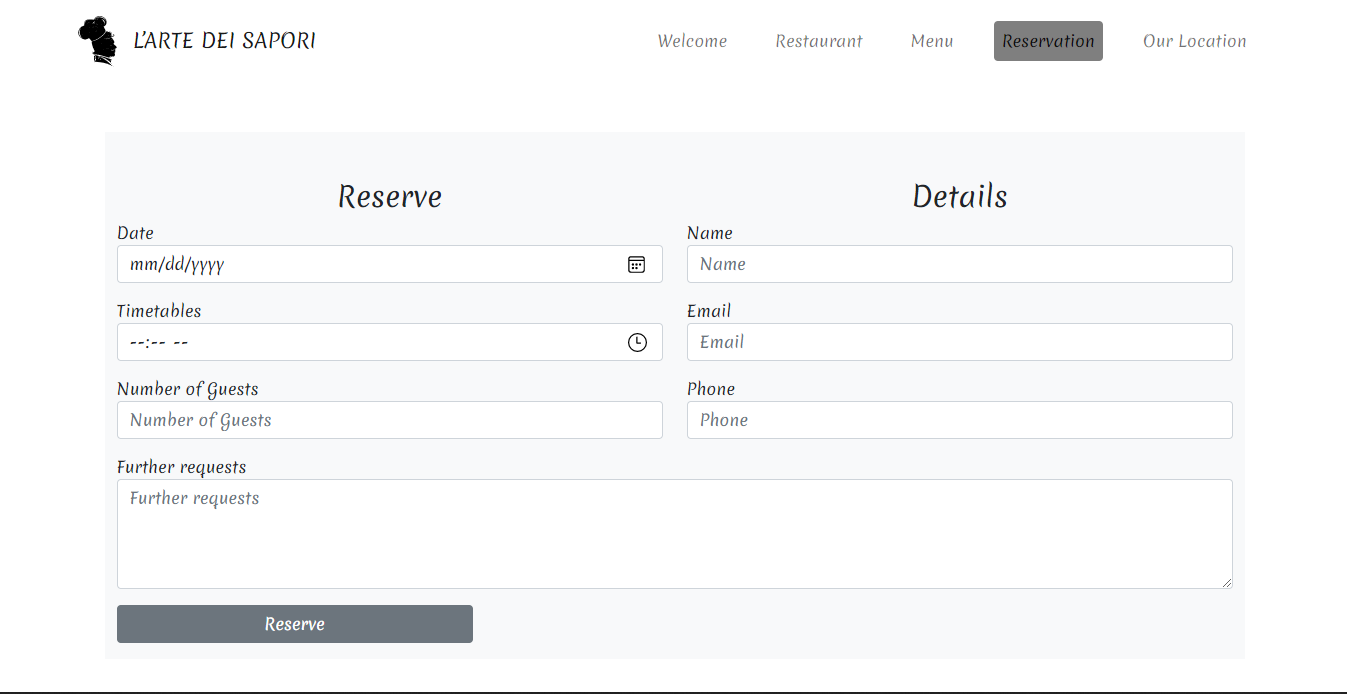 L'ARTE DEI SAPORI
Welcome
Restaurant
Menu
Reservation
Our Location
Reserve
Date
mm/dd/yyyy
Timetables
--:-- --
Number of Guests
Number of Guests
Details
Name
Name
Email
Email
Phone
Phone
Further requests
Further requests
Reserve